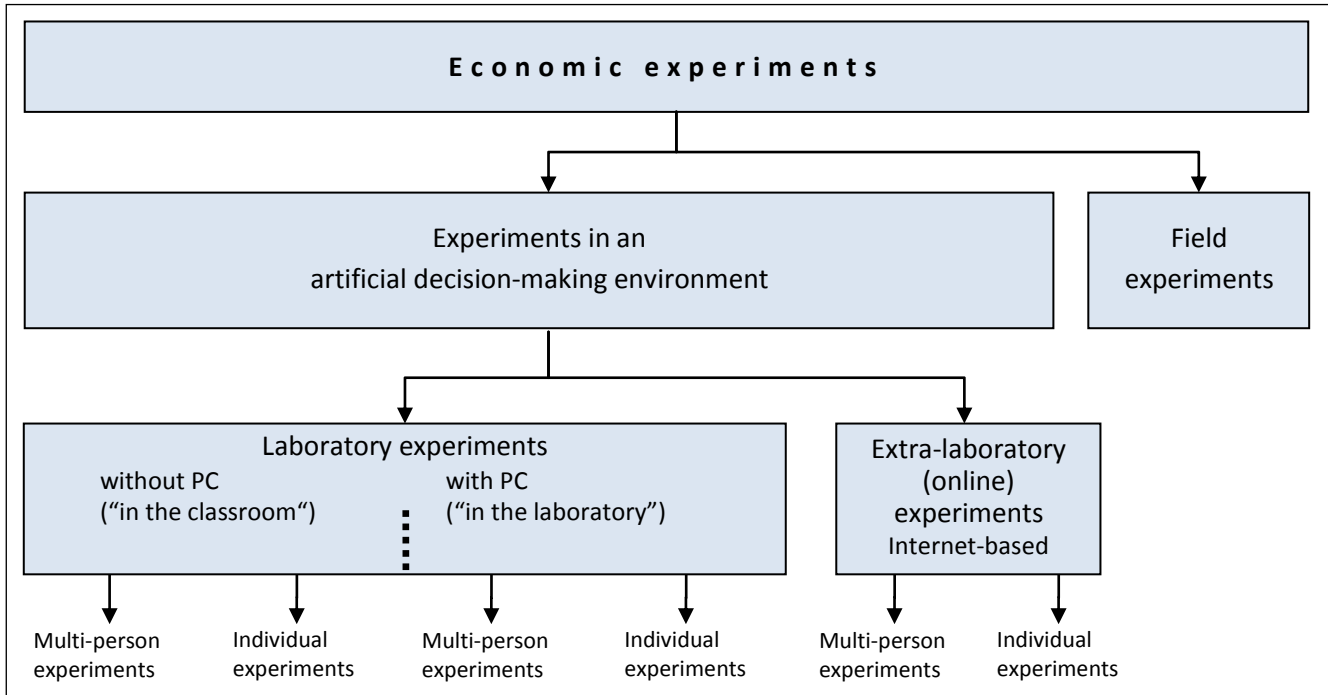 Economic experiments
Experiments in an
artificial decision-making environment
Field
experiments
Laboratory experiments
without PC
(“in the classroom“)
with PC
(“in the laboratory”)
Extra-laboratory
(online)
experiments
Internet-based
Multi-person
experiments
Individual
experiments
Multi-person
experiments
Individual
experiments
Multi-person
experiments
Individual
experiments